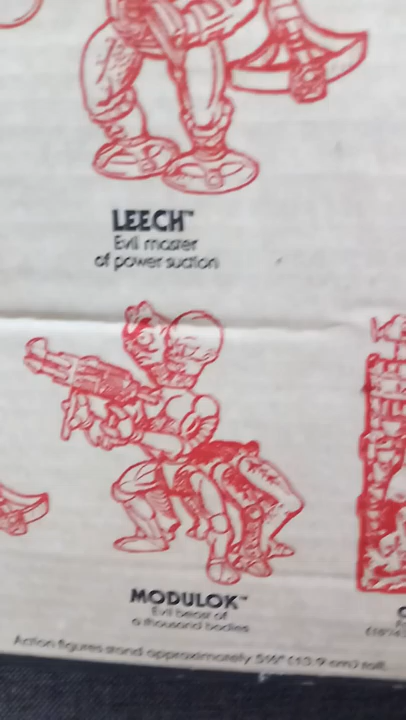 LEECH™
Evil master
of power suction
MODULOK™
Evil beast of
a thousand bodies
Action figures stand approximately 5½" (13.9 cm) tall.